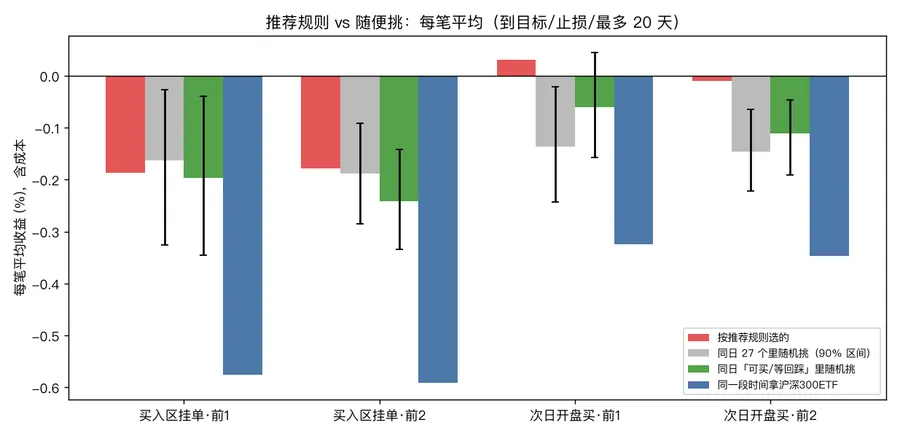 推荐规则 vs 随便挑：每笔平均（到目标/止损/最多 20 天）
每笔平均收益 (%)，含成本
0.0
−0.1
−0.2
−0.3
−0.4
−0.5
−0.6
买入区挂单·前1
买入区挂单·前2
次日开盘买·前1
次日开盘买·前2
按推荐规则选的
同日 27 个里随机挑（90% 区间）
同日「可买/等回踩」里随机挑
同一段时间拿沪深300ETF